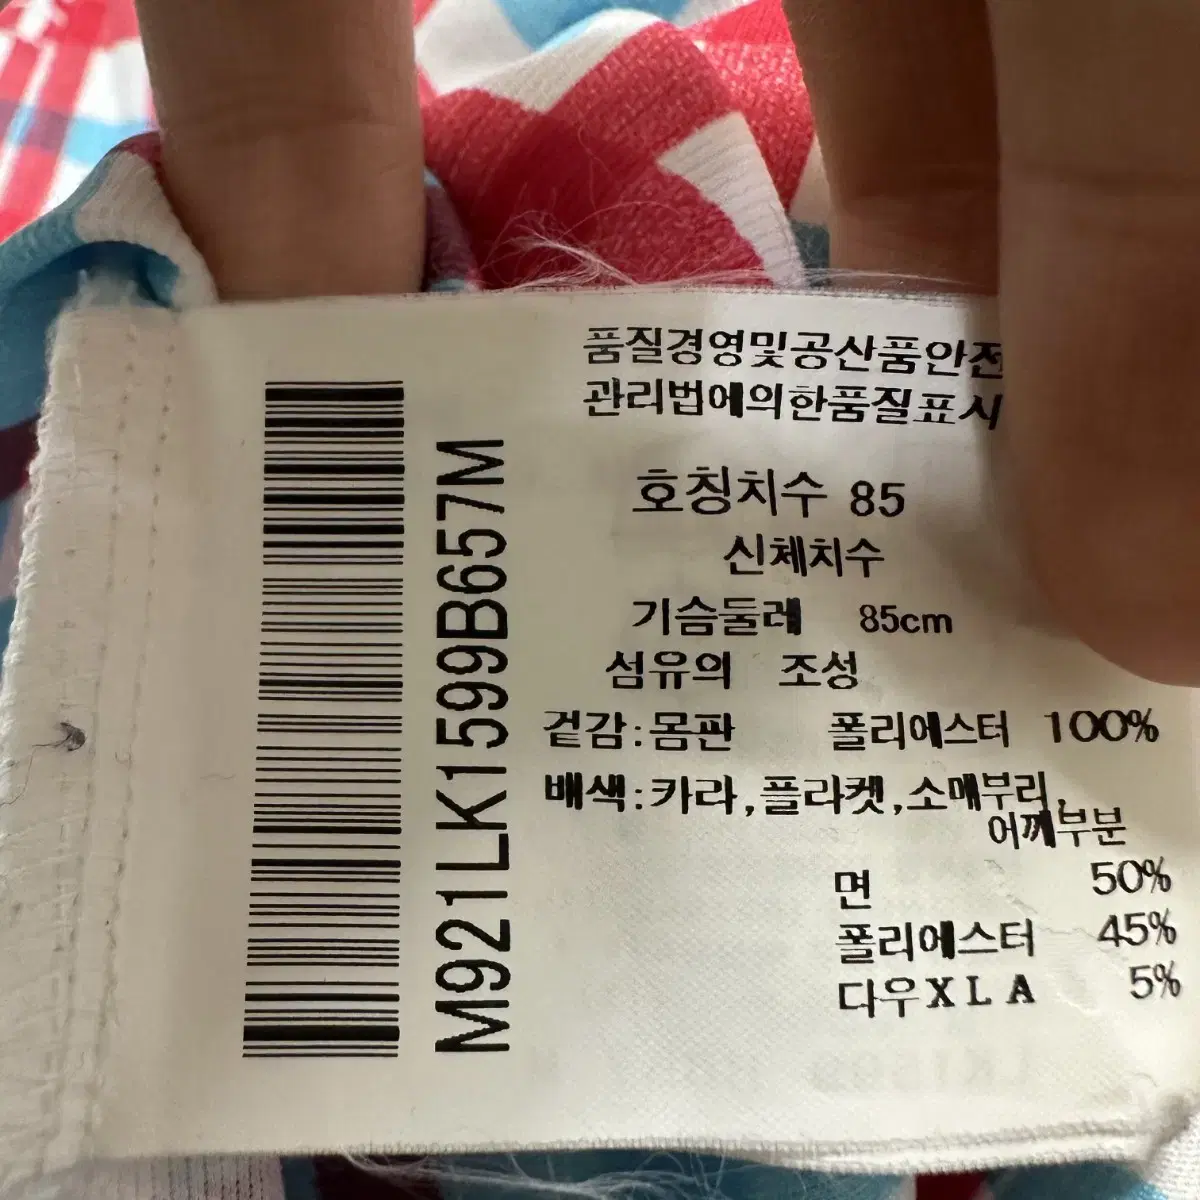 품질경영및공산품안전
관리법에의한품질표시
호칭치수 85
신체치수
기슴둘레 85cm
섬유의 조성
겉감:몸판 폴리에스터 100%
배색:카라,플라켓,소매부리,
어깨부분
면 50%
폴리에스터 45%
다우XLA 5%
M921LK1599B657M